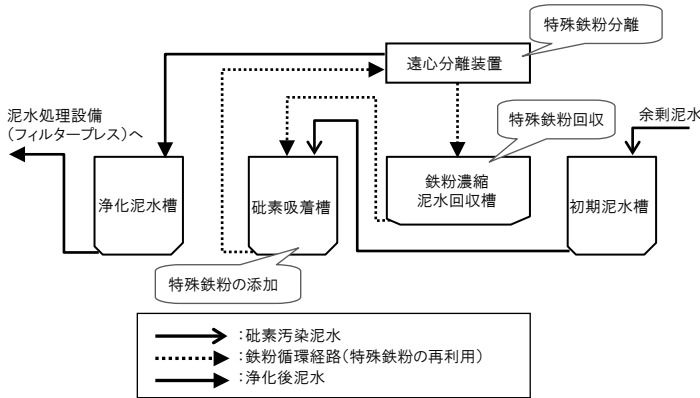 特殊鉄粉分離
遠心分離装置
泥水処理設備
(フィルタープレス)へ
特殊鉄粉回収
余剰泥水
浄化泥水槽
砒素吸着槽
鉄粉濃縮
泥水回収槽
初期泥水槽
特殊鉄粉の添加
:砒素汚染泥水
:鉄粉循環経路(特殊鉄粉の再利用)
:浄化後泥水